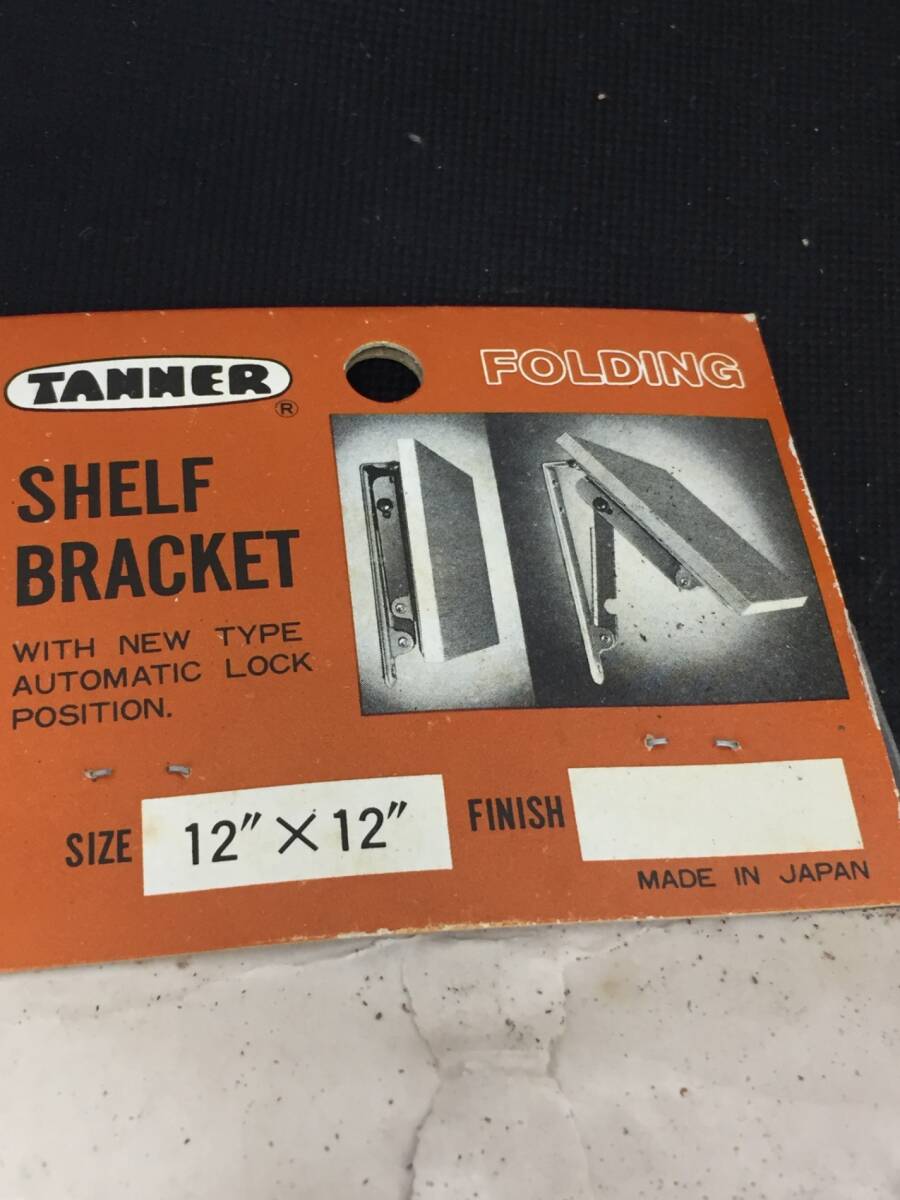 TANNER
®
FOLDING
SHELF
BRACKET
WITH NEW TYPE
AUTOMATIC LOCK
POSITION.
SIZE 12″ × 12″
FINISH
MADE IN JAPAN